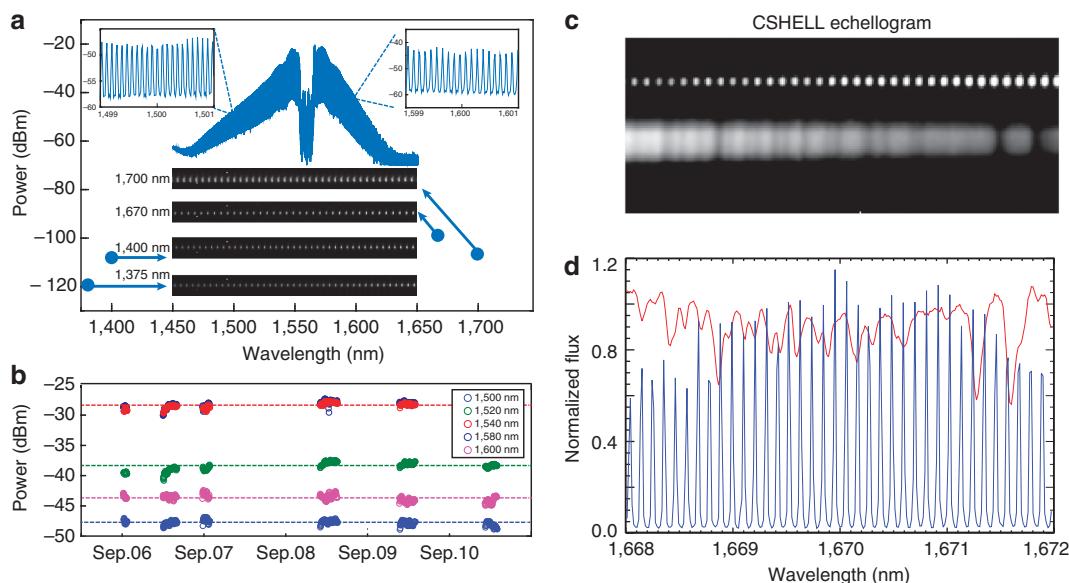 a
Power (dBm)
−20
−40
−60
−80
−100
−120
−50
−55
−60
1,499
1,500
1,501
−40
−50
−60
1,599
1,600
1,601
1,700 nm
1,670 nm
1,400 nm
1,375 nm
1,400
1,450
1,500
1,550
1,600
1,650
1,700
Wavelength (nm)
b
Power (dBm)
−25
−30
−35
−40
−45
−50
1,500 nm
1,520 nm
1,540 nm
1,580 nm
1,600 nm
Sep.06
Sep.07
Sep.08
Sep.09
Sep.10
c
CSHELL echellogram
d
Normalized flux
1.2
0.8
0.4
0.0
1,668
1,669
1,670
1,671
1,672
Wavelength (nm)